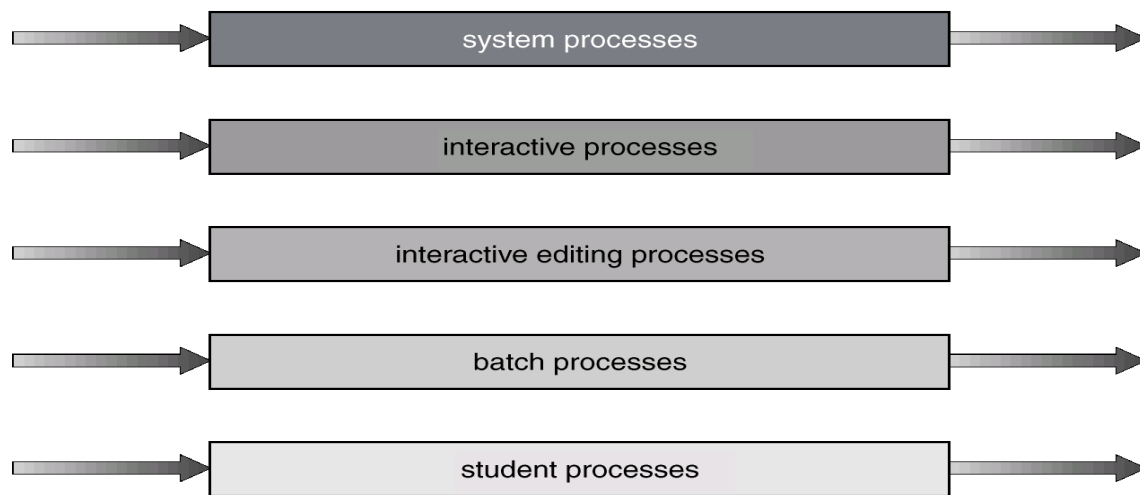 system processes
interactive processes
interactive editing processes
batch processes
student processes